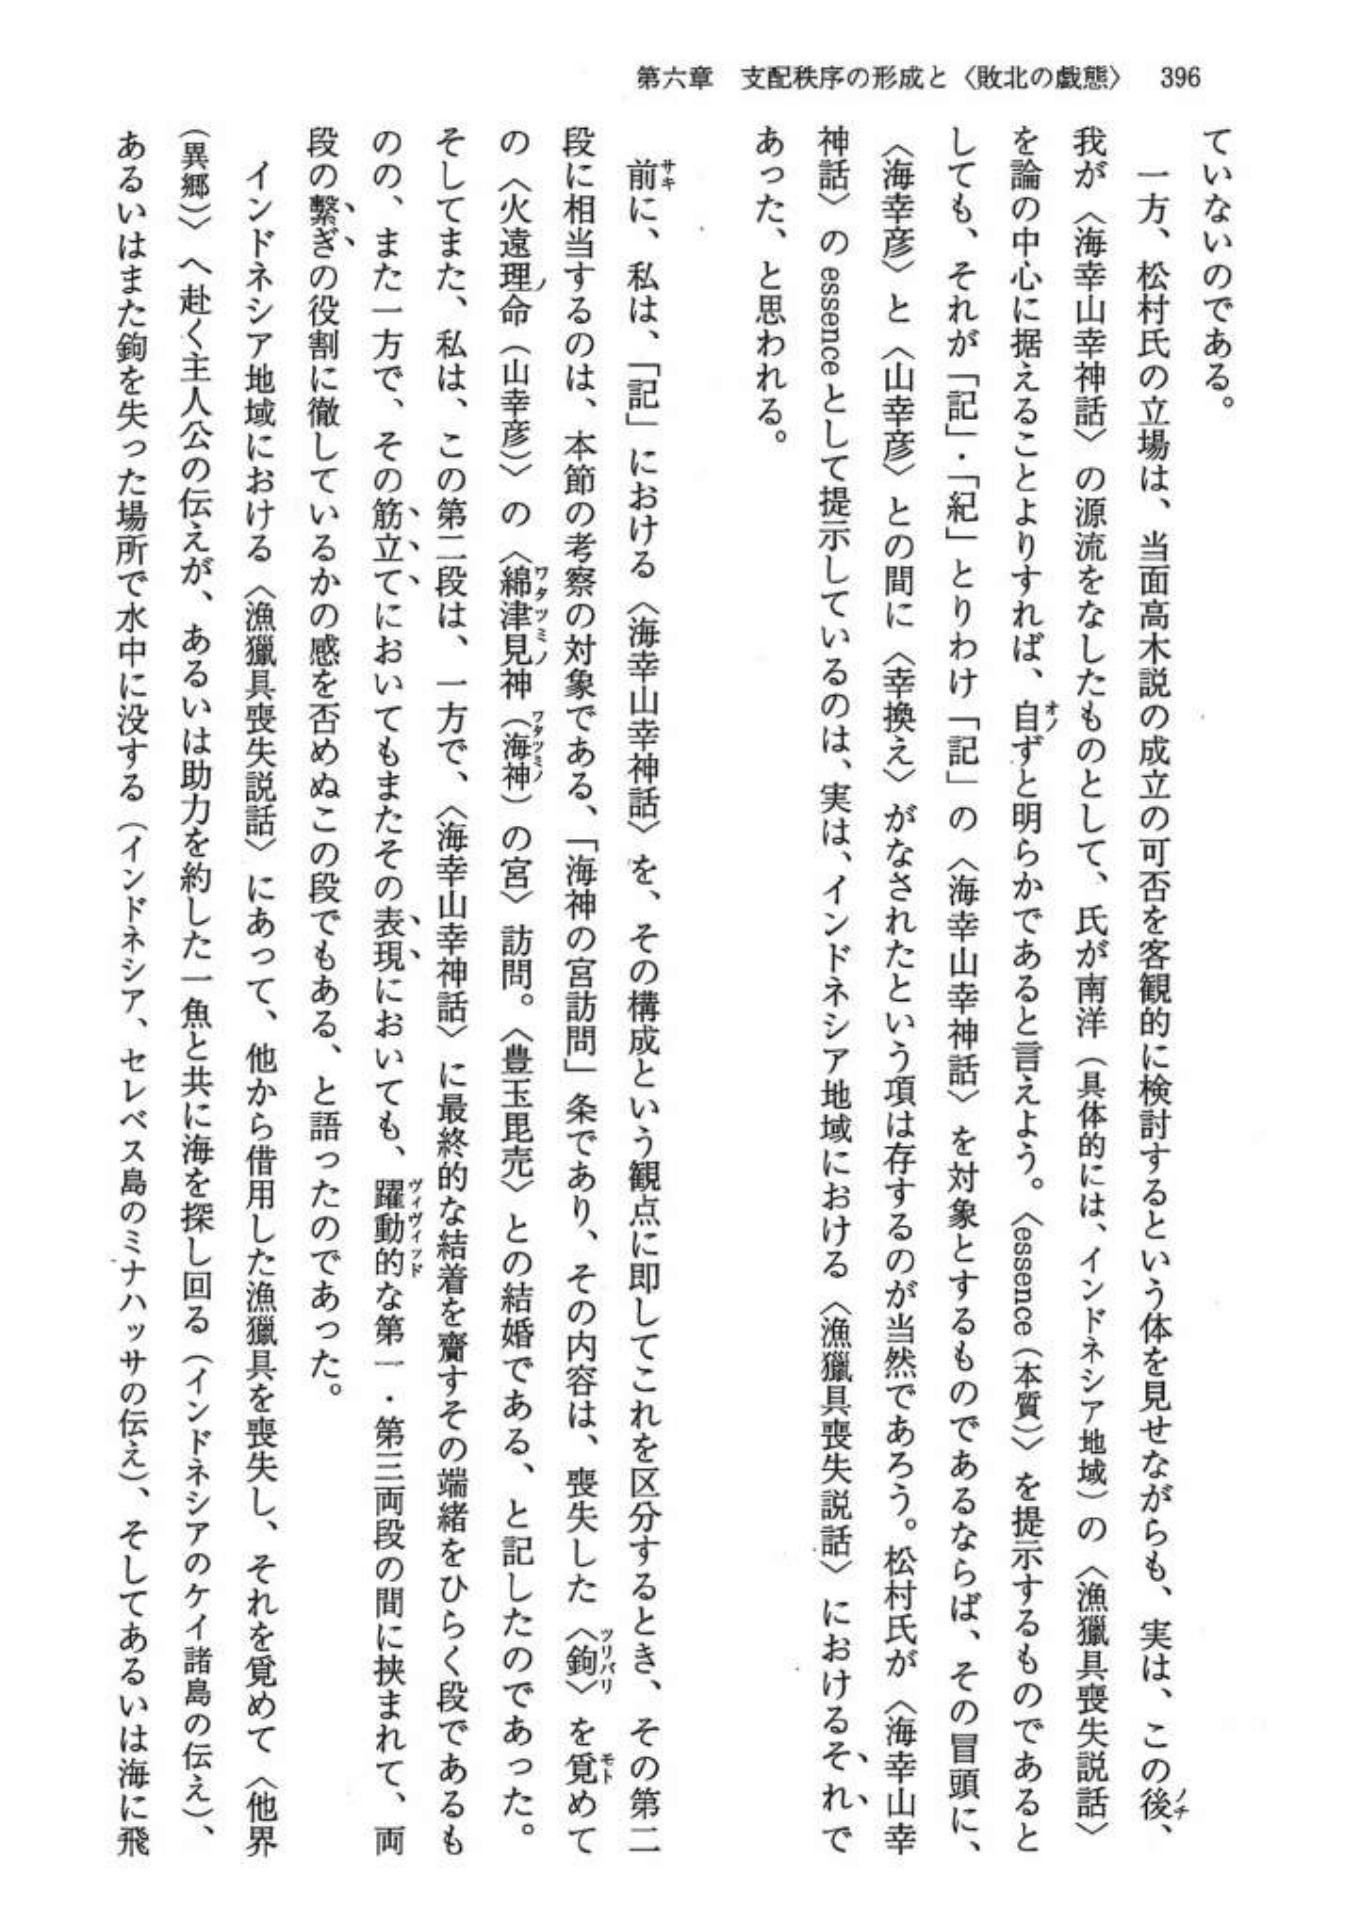 第六章　支配秩序の形成と〈敗北の戯態〉　396
ていないのである。
　一方、松村氏の立場は、当面高木説の成立の可否を客観的に検討するという体を見せながらも、実は、この後、
我が〈海幸山幸神話〉の源流をなしたものとして、氏が南洋（具体的には、インドネシア地域）の〈漁獵具喪失説話〉
を論の中心に据えることよりすれば、自ずと明らかであると言えよう。〈essence（本質）〉を提示するものであると
しても、それが「記」・「紀」とりわけ「記」の〈海幸山幸神話〉を対象とするものであるならば、その冒頭に、
〈海幸彦〉と〈山幸彦〉との間に〈幸換え〉がなされたという項は存するのが当然であろう。松村氏が〈海幸山幸
神話〉のessenceとして提示しているのは、実は、インドネシア地域における〈漁獵具喪失説話〉におけるそれで
あった、と思われる。
　前に、私は、「記」における〈海幸山幸神話〉を、その構成という観点に即してこれを区分するとき、その第二
段に相当するのは、本節の考察の対象である、「海神の宮訪問」条であり、その内容は、喪失した〈鉤〉を覓めて
の〈火遠理命（山幸彦）〉の〈綿津見神（海神）の宮〉訪問。〈豊玉毘売〉との結婚である、と記したのであった。
そしてまた、私は、この第二段は、一方で、〈海幸山幸神話〉に最終的な結着を齎すその端緒をひらく段であるも
のの、また一方で、その筋立てにおいてもまたその表現においても、躍動的な第一・第三両段の間に挟まれて、両
段の繫ぎの役割に徹しているかの感を否めぬこの段でもある、と語ったのであった。
　インドネシア地域における〈漁獵具喪失説話〉にあって、他から借用した漁獵具を喪失し、それを覓めて〈他界
（異郷）〉へ赴く主人公の伝えが、あるいは助力を約した一魚と共に海を探し回る（インドネシアのケイ諸島の伝え）、
あるいはまた鉤を失った場所で水中に没する（インドネシア、セレベス島のミナハッサの伝え）、そしてあるいは海に飛